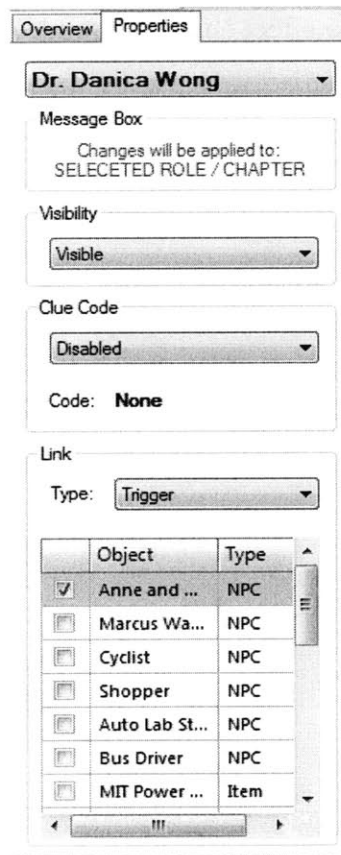 Overview Properties
Dr. Danica Wong
Message Box
Changes will be applied to:
SELECETED ROLE / CHAPTER
Visibility
Visible
Clue Code
Disabled
Code: None
Link
Type: Trigger
Object Type
Anne and ... NPC
Marcus Wa... NPC
Cyclist NPC
Shopper NPC
Auto Lab St... NPC
Bus Driver NPC
MIT Power ... Item